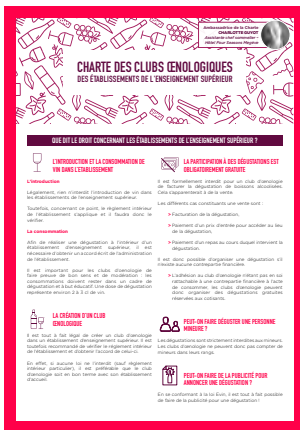 Ambassadrice de la Charte
CHARLOTTE GUYOT
Assistante chef sommelier –
Hôtel Four Seasons Megève
CHARTE DES CLUBS ŒNOLOGIQUES
DES ÉTABLISSEMENTS DE L'ENSEIGNEMENT SUPÉRIEUR
QUE DIT LE DROIT CONCERNANT LES ÉTABLISSEMENTS DE L'ENSEIGNEMENT SUPÉRIEUR ?
L'INTRODUCTION ET LA CONSOMMATION DE
VIN DANS L'ETABLISSEMENT
L'introduction
Légalement, rien n'interdit l'introduction de vin dans
les établissements de l'enseignement supérieur.
Toutefois, concernant ce point, le règlement intérieur
de l'établissement s'applique et il faudra donc le
vérifier.
La consommation
Afin de réaliser une dégustation à l'intérieur d'un
établissement d'enseignement supérieur, il est
nécessaire d'obtenir un accord écrit de l'administration
de l'établissement.
Il est important pour les clubs d'œnologie de
faire preuve de bon sens et de modération : les
consommations doivent rester dans un cadre de
dégustation et à but éducatif. Une dose de dégustation
représente environ 2 à 3 cl de vin.
LA CRÉATION D'UN CLUB
ŒNOLOGIQUE
Il est tout à fait légal de créer un club d'œnologie
dans un établissement d'enseignement supérieur. Il est
toutefois recommandé de vérifier le règlement intérieur
de l'établissement et d'obtenir l'accord de celui-ci.
En effet, si aucune loi ne l'interdit (sauf règlement
intérieur particulier), il est préférable que le club
d'œnologie soit en bon terme avec son établissement
d'accueil.
LA PARTICIPATION À DES DÉGUSTATIONS EST
OBLIGATOIREMENT GRATUITE
Il est formellement interdit pour un club d'œnologie
de facturer la dégustation de boissons alcoolisées.
Cela s'apparenterait à de la vente.
Les différents cas constituants une vente sont :
> Facturation de la dégustation.
> Paiement d'un prix d'entrée pour accéder au lieu
de la dégustation.
> Paiement d'un repas au cours duquel intervient la
dégustation.
Il est donc possible d'organiser une dégustation s'il
n'existe aucune contrepartie financière.
> L'adhésion au club d'œnologie n'étant pas en soi
rattachable à une contrepartie financière à l'acte
de consommer, les clubs d'œnologie peuvent
donc organiser des dégustations gratuites
réservées aux cotisants.
PEUT-ON FAIRE DÉGUSTER UNE PERSONNE
MINEURE ?
Les dégustations sont strictement interdites aux mineurs.
Les clubs d'œnologie ne peuvent donc pas compter de
mineurs dans leurs rangs.
PEUT-ON FAIRE DE LA PUBLICITÉ POUR
ANNONCER UNE DÉGUSTATION ?
En se conformant à la loi Evin, il est tout à fait possible
de faire de la publicité pour une dégustation !